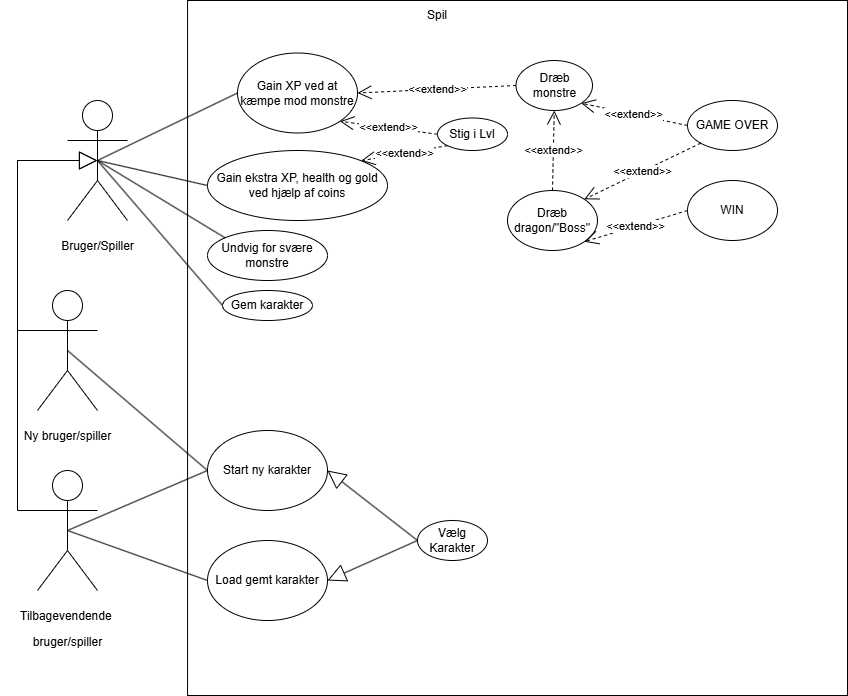 Spil
Gain XP ved at
kæmpe mod monstre
<<extend>>
Dræb
monstre
<<extend>>
Stig i Lvl
<<extend>>
GAME OVER
<<extend>>
<<extend>>
Gain ekstra XP, health og gold
ved hjælp af coins
<<extend>>
Dræb
dragon/"Boss"
<<extend>>
WIN
Bruger/Spiller
Undvig for svære
monstre
Gem karakter
Ny bruger/spiller
Start ny karakter
Vælg
Karakter
Load gemt karakter
Tilbagevendende
bruger/spiller